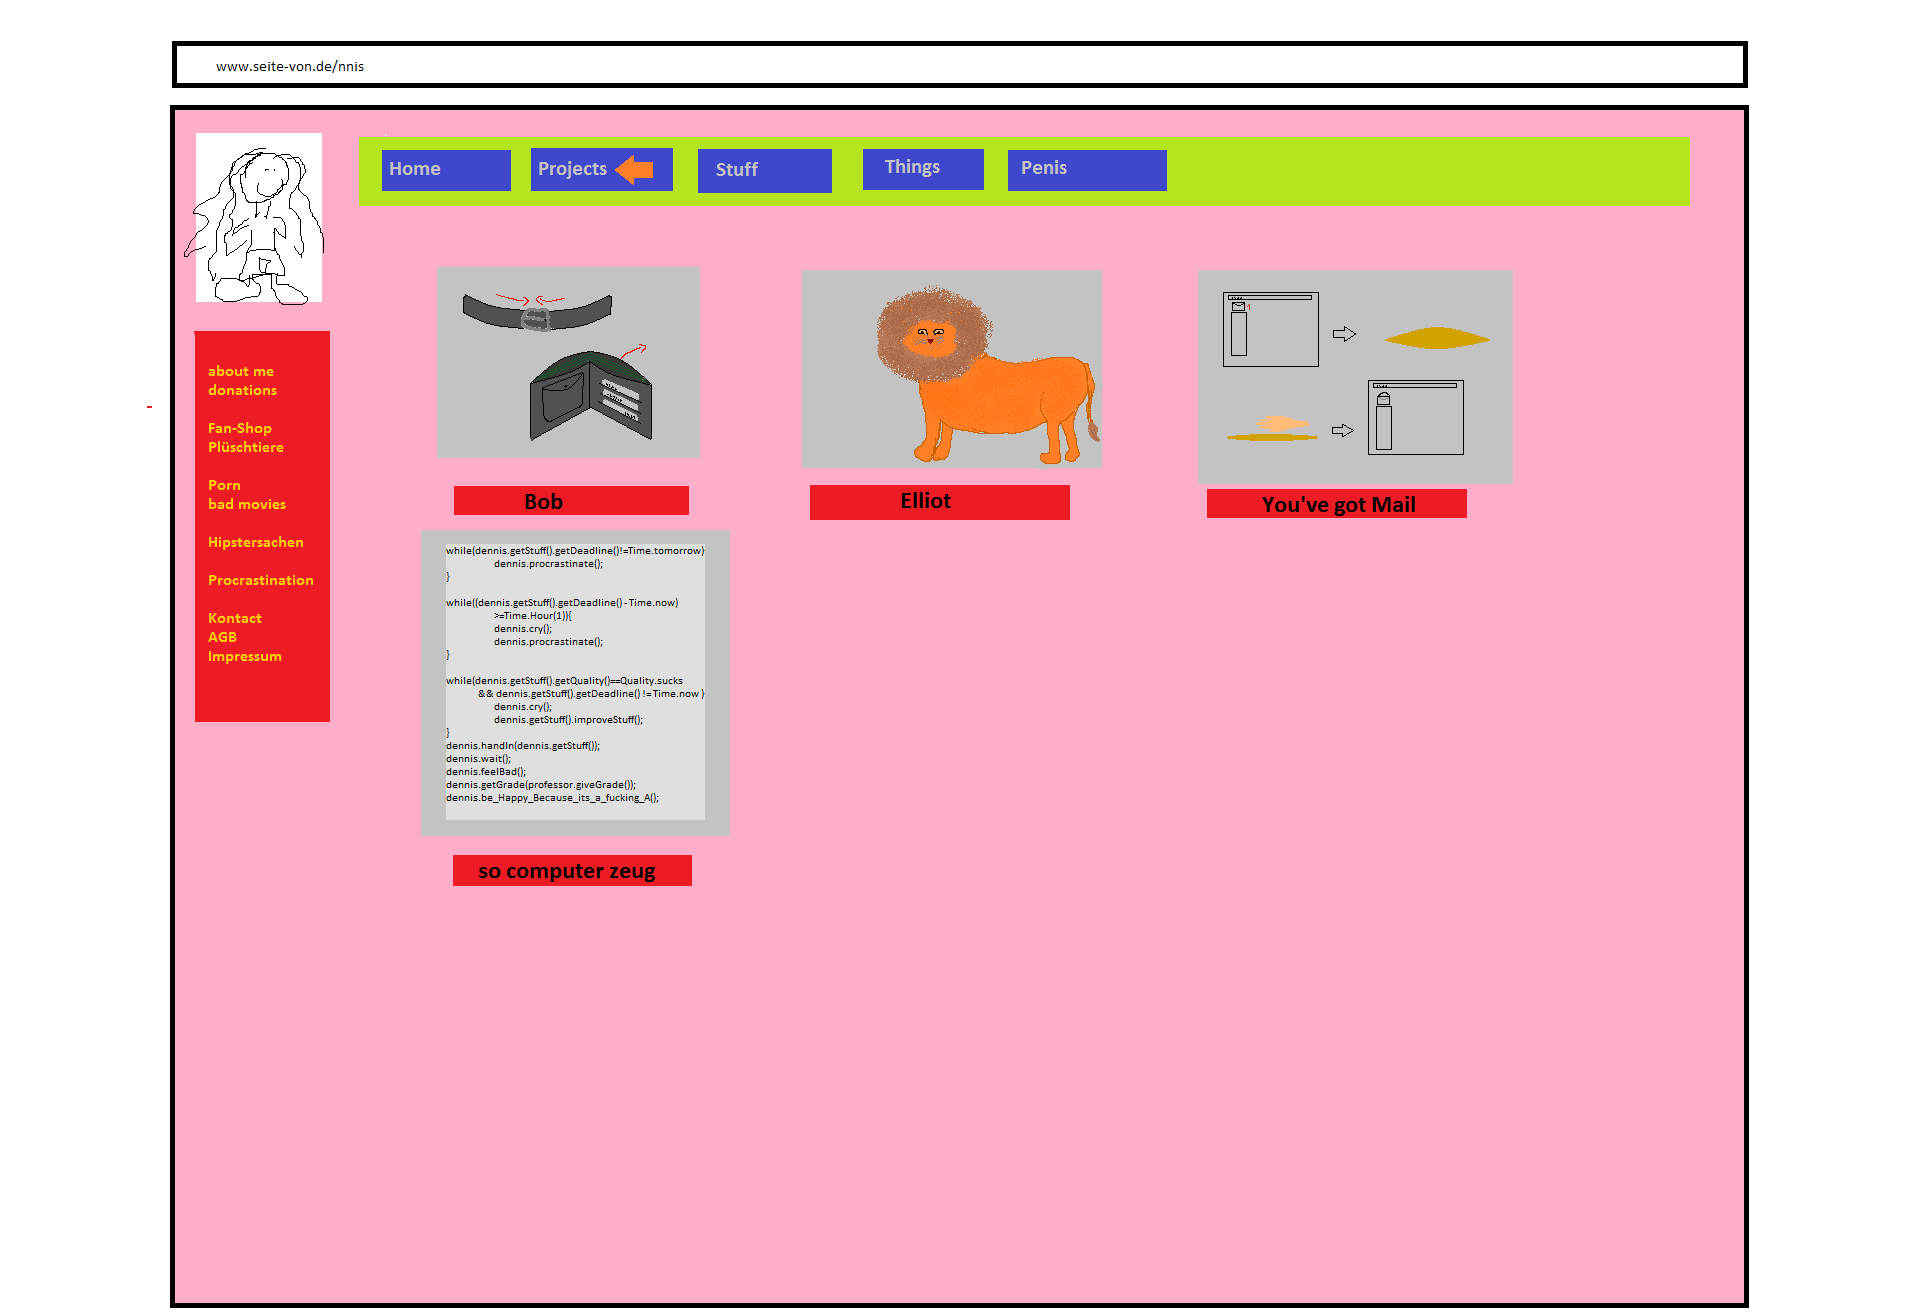 www.seite-von.de/nnis
Home
Projects
Stuff
Things
Penis
about me
donations
Fan-Shop
Plüschtiere
Porn
bad movies
Hipstersachen
Procrastination
Kontact
AGB
Impressum
Bob
Elliot
1
You've got Mail
while(dennis.getStuff().getDeadline()!=Time.tomorrow)
dennis.procrastinate();
}
while((dennis.getStuff().getDeadline() - Time.now)
>=Time.Hour(1)){
dennis.cry();
dennis.procrastinate();
}
while(dennis.getStuff().getQuality()==Quality.sucks
&& dennis.getStuff().getDeadline() != Time.now )
dennis.cry();
dennis.getStuff().improveStuff();
}
dennis.handIn(dennis.getStuff());
dennis.wait();
dennis.feelBad();
dennis.getGrade(professor.giveGrade());
dennis.be_Happy_Because_its_a_fucking_A();
so computer zeug